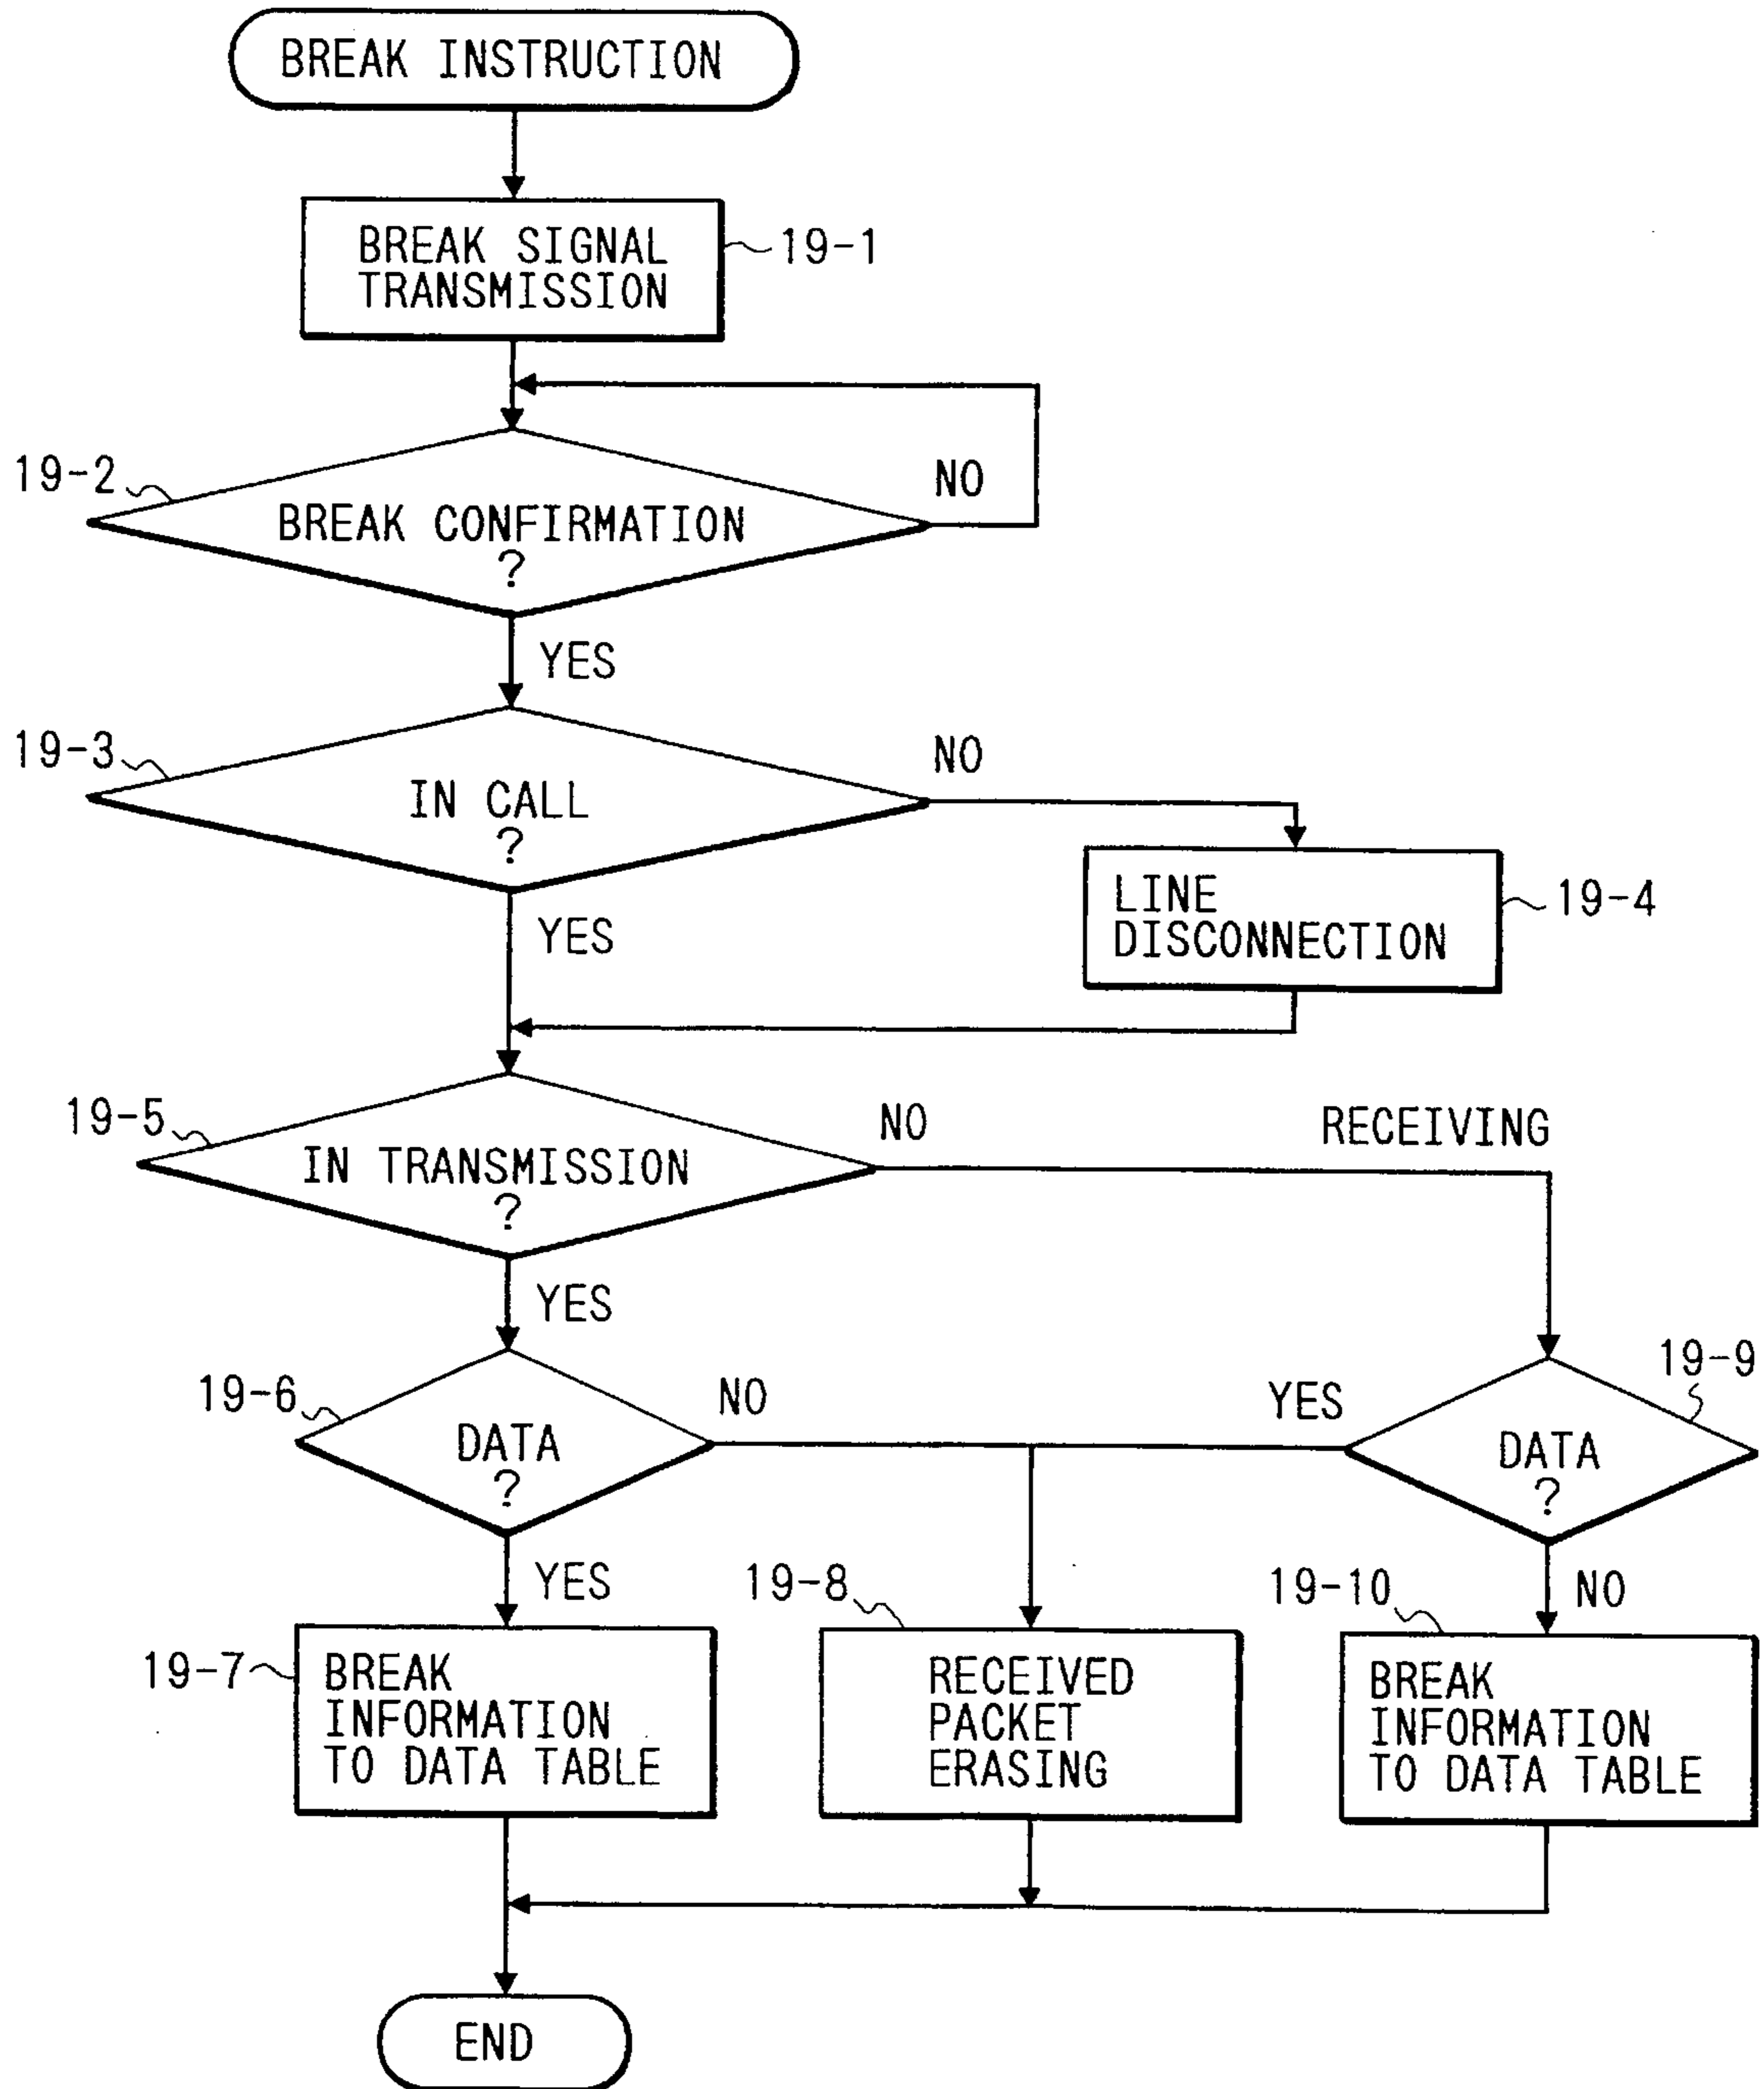 BREAK INSTRUCTION
BREAK SIGNAL
TRANSMISSION
19-1
19-2
BREAK CONFIRMATION
?
NO
YES
19-3
IN CALL
?
NO
YES
LINE
DISCONNECTION
19-4
19-5
IN TRANSMISSION
?
NO
RECEIVING
YES
19-6
DATA
?
NO
YES
19-9
DATA
?
YES
NO
19-7
BREAK
INFORMATION
TO DATA TABLE
19-8
RECEIVED
PACKET
ERASING
19-10
BREAK
INFORMATION
TO DATA TABLE
END